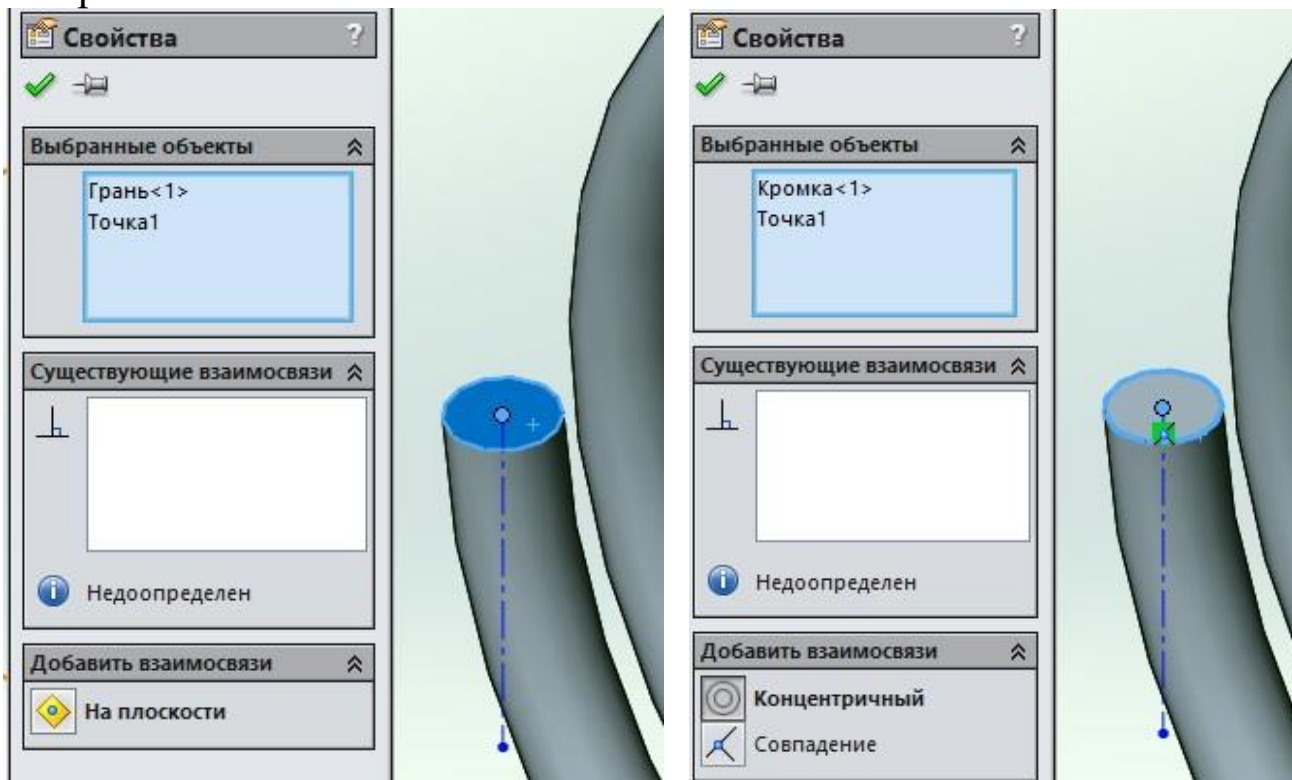 Свойства ?
Выбранные объекты
Грань<1>
Точка1
Существующие взаимосвязи
Недоопределен
Добавить взаимосвязи
На плоскости
Свойства ?
Выбранные объекты
Кромка<1>
Точка1
Существующие взаимосвязи
Недоопределен
Добавить взаимосвязи
Концентричный
Совпадение